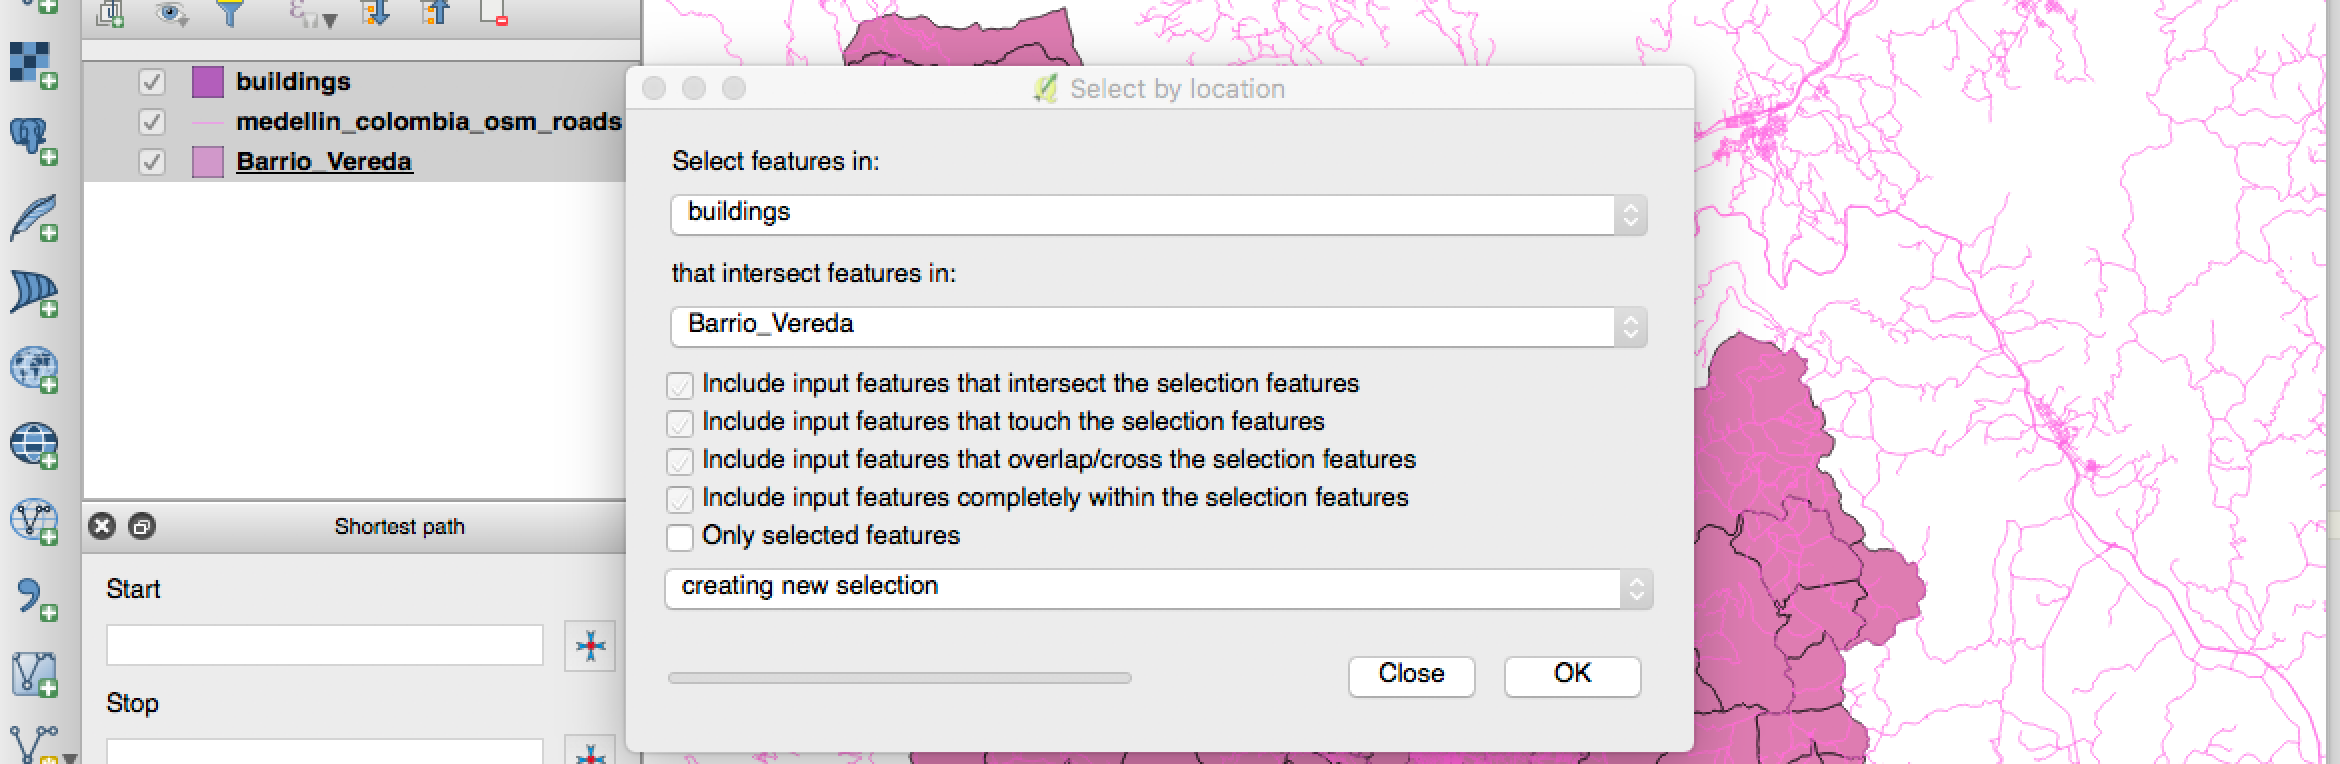 buildings
medellin_colombia_osm_roads
Barrio_Vereda
Shortest path
Start
Stop
Select by location
Select features in:
buildings
that intersect features in:
Barrio_Vereda
Include input features that intersect the selection features
Include input features that touch the selection features
Include input features that overlap/cross the selection features
Include input features completely within the selection features
Only selected features
creating new selection
Close
OK